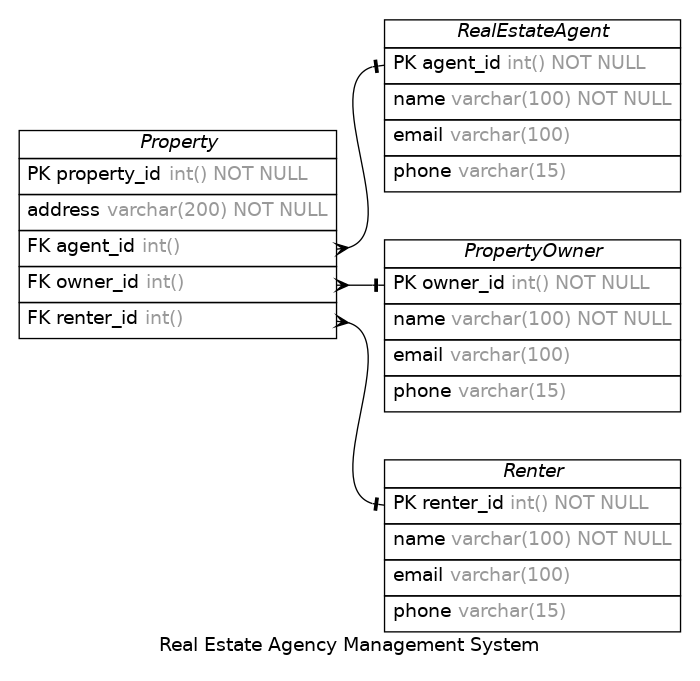 RealEstateAgent
PK agent_id int() NOT NULL
name varchar(100) NOT NULL
email varchar(100)
phone varchar(15)
Property
PK property_id int() NOT NULL
address varchar(200) NOT NULL
FK agent_id int()
FK owner_id int()
FK renter_id int()
PropertyOwner
PK owner_id int() NOT NULL
name varchar(100) NOT NULL
email varchar(100)
phone varchar(15)
Renter
PK renter_id int() NOT NULL
name varchar(100) NOT NULL
email varchar(100)
phone varchar(15)
Real Estate Agency Management System